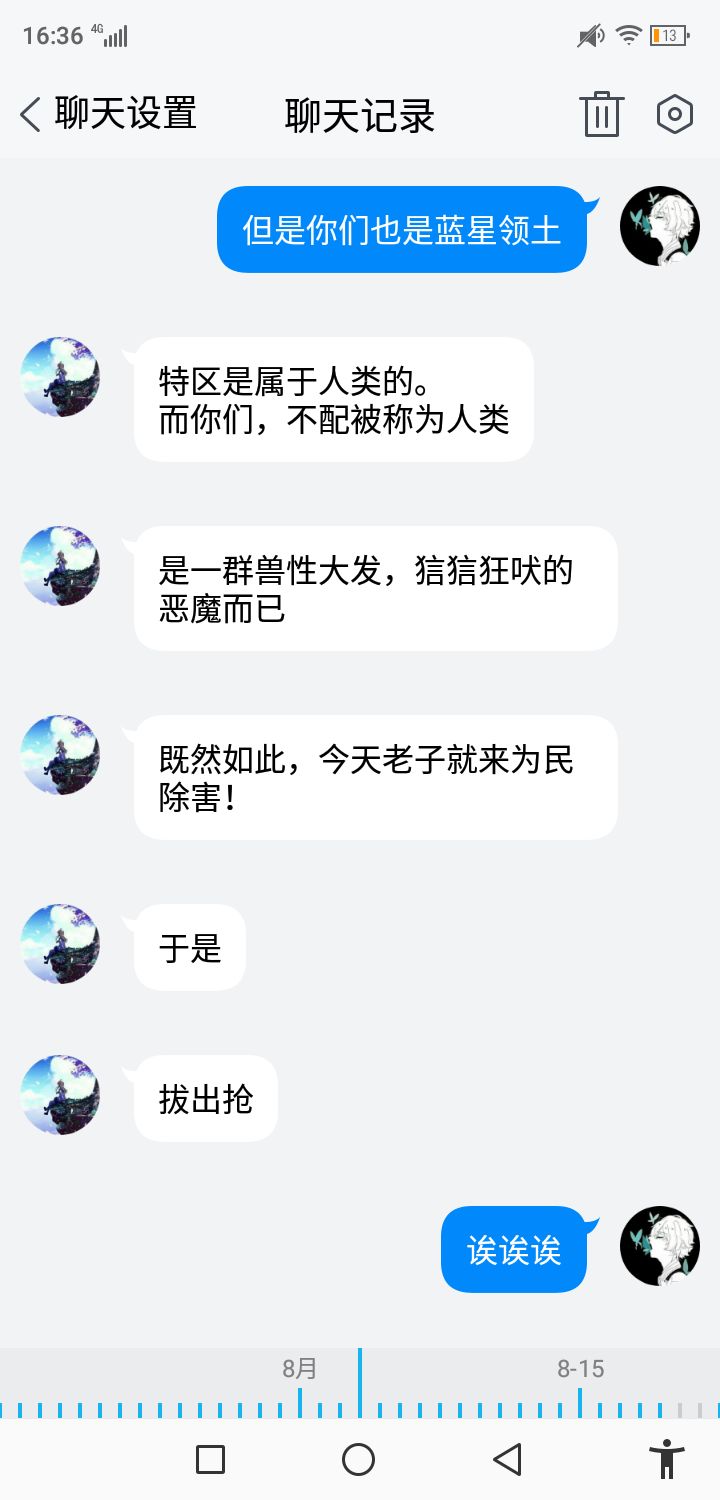 16:36 4G 13
聊天设置 聊天记录
但是你们也是蓝星领土
特区是属于人类的。
而你们，不配被称为人类
是一群兽性大发，狺狺狂吠的
恶魔而已
既然如此，今天老子就来为民
除害！
于是
拔出抢
诶诶诶
8月 8-15